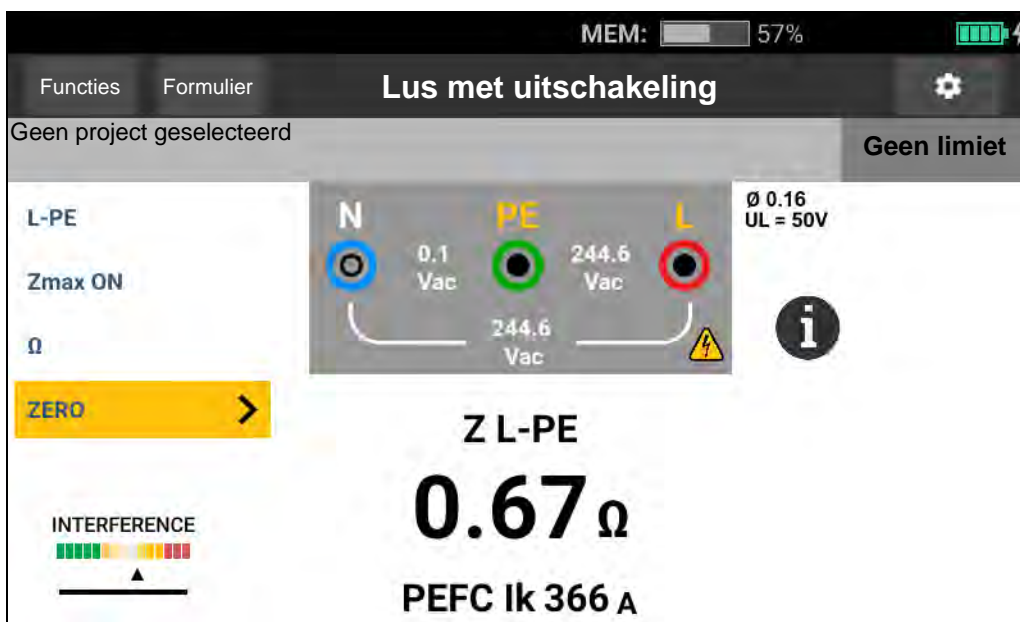 MEM: 57%
Functies Formulier Lus met uitschakeling
Geen project geselecteerd
Geen limiet
L-PE
Zmax ON
Ω
ZERO
INTERFERENCE
N PE L
0.1 Vac
244.6 Vac
244.6 Vac
Ø 0.16
UL = 50V
i
Z L-PE
0.67 Ω
PEFC Ik 366 A